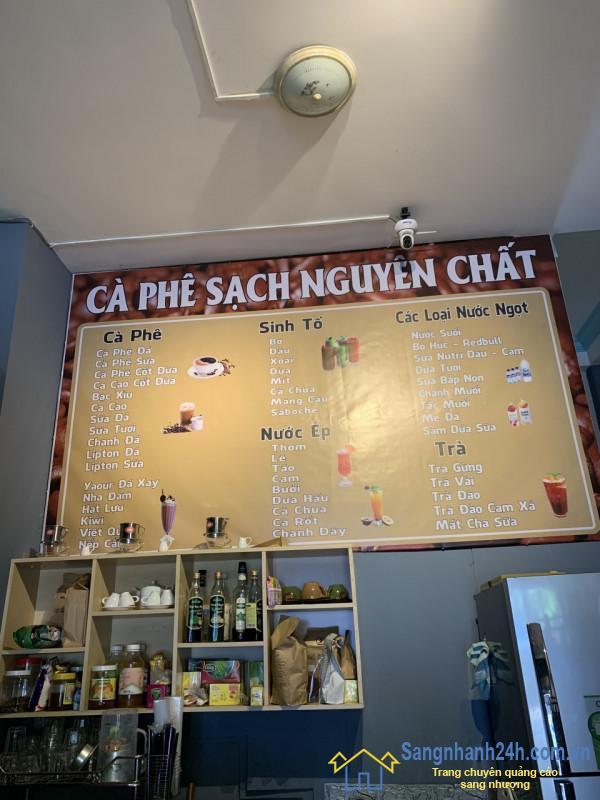 CÀ PHÊ SẠCH NGUYÊN CHẤT
Cà Phê
Cà Phê Đá
Cà Phê Sữa
Cà Phê Cốt Dừa
Ca Cao Cốt Dừa
Bạc Xỉu
Ca Cao
Sữa Đá
Sữa Tươi
Chanh Đá
Lipton Đá
Lipton Sữa
Yaour Đá Xay
Nha Đam
Hạt Lựu
Kiwi
Việt
Nếp
Sinh Tố
Bơ
Dâu
Xoài
Dừa
Mít
Cà Chua
Mãng Cầu
Saboche
Nước Ép
Thơm
Lê
Táo
Cam
Bưởi
Dưa Hấu
Cà Chua
Cà Rốt
Chanh Dây
Các Loại Nước Ngọt
Nước Suối
Bò Húc - Redbull
Sữa Nutri Dâu - Cam
Dừa Tươi
Sữa Bắp Non
Chanh Muối
Tắc Muối
Me Đá
Sâm Dứa Sữa
Trà
Trà Gừng
Trà Vải
Trà Đào
Trà Đào Cam Xả
Mát Cha Sữa
Sangnhanh24h.com.vn
Trang chuyên quảng cáo
sang nhượng